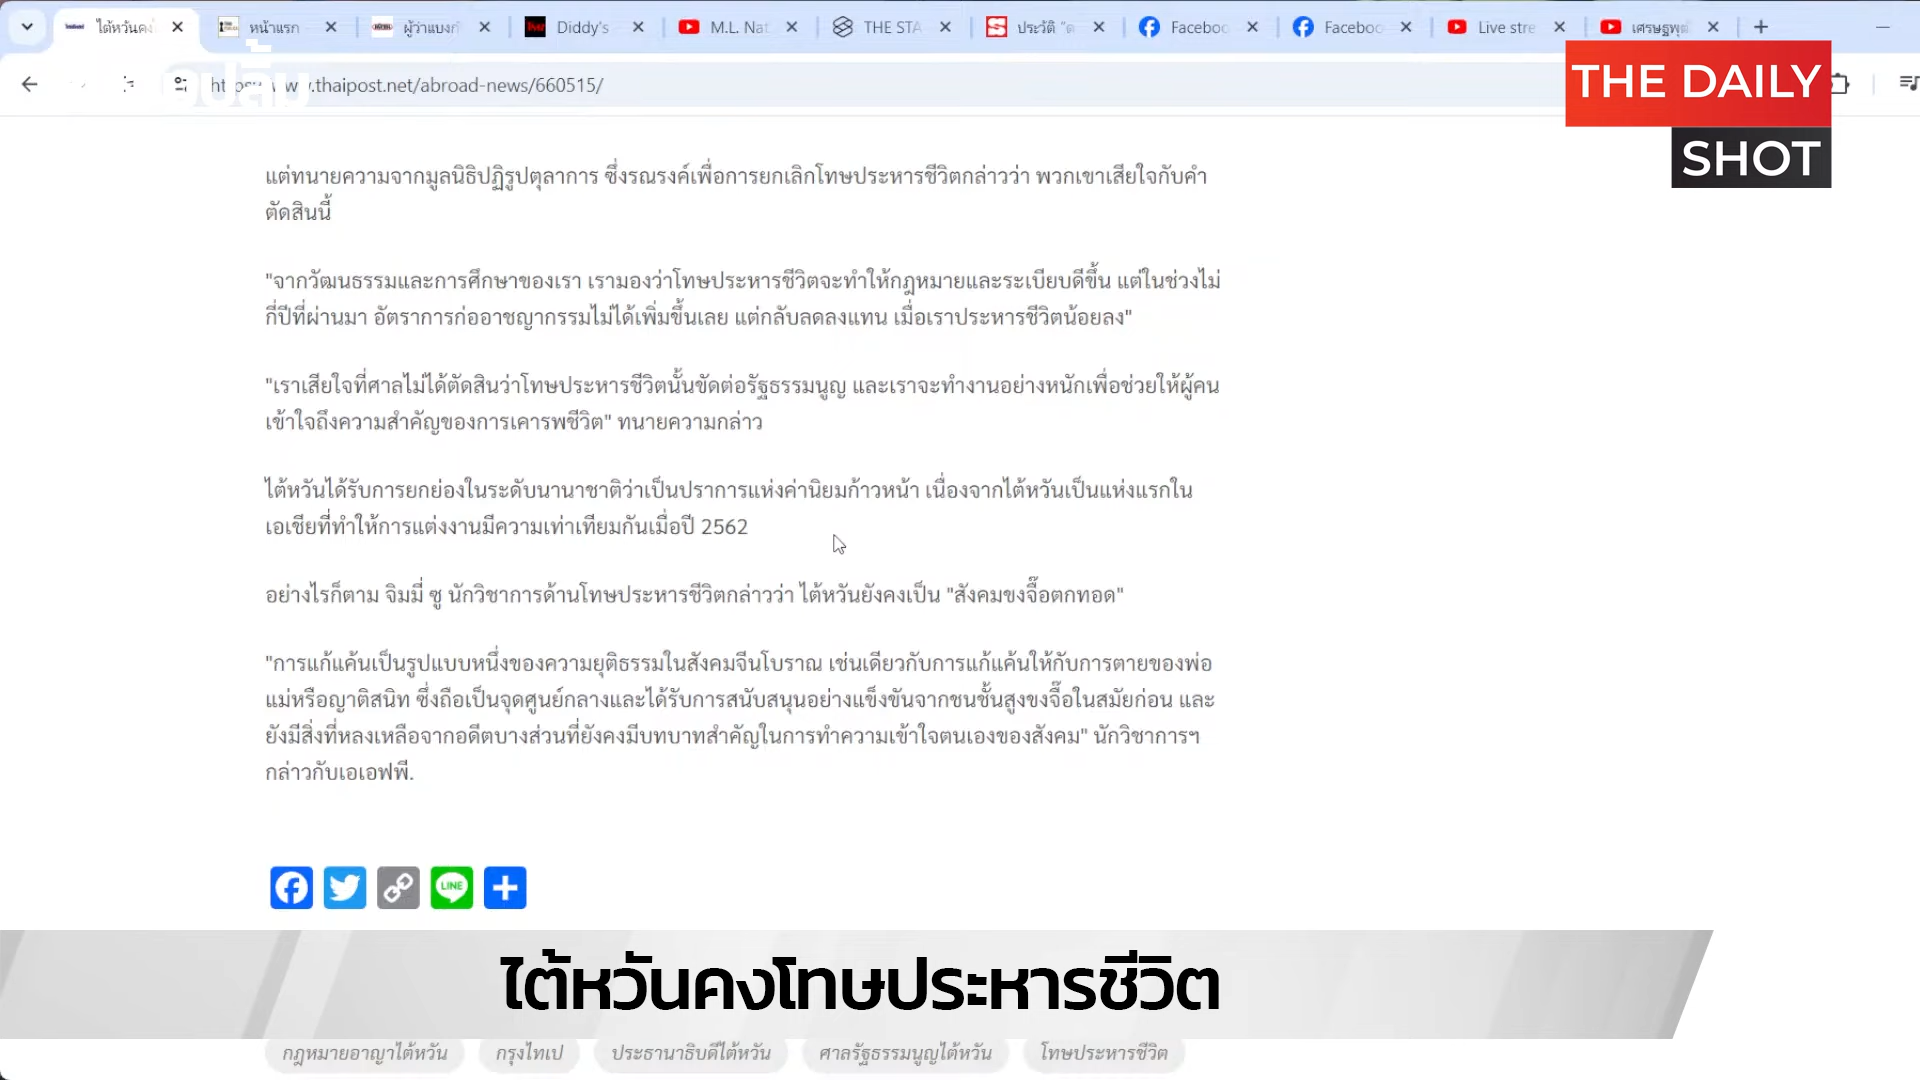 ไต้หวันคง
หน้าแรก
ผู้ว่าแบงก์
Diddy's
M.L. Nat
THE STA
ประวัติ "ด
Faceboo
Faceboo
Live stre
เศรษฐพุฒิ
www.thaipost.net/abroad-news/660515/
THE DAILY
SHOT
แต่ทนายความจากมูลนิธิปฏิรูปตุลาการ ซึ่งรณรงค์เพื่อการยกเลิกโทษประหารชีวิตกล่าวว่า พวกเขาเสียใจกับคำ
ตัดสินนี้
"จากวัฒนธรรมและการศึกษาของเรา เรามองว่าโทษประหารชีวิตจะทำให้กฎหมายและระเบียบดีขึ้น แต่ในช่วงไม่
กี่ปีที่ผ่านมา อัตราการก่ออาชญากรรมไม่ได้เพิ่มขึ้นเลย แต่กลับลดลงแทน เมื่อเราประหารชีวิตน้อยลง"
"เราเสียใจที่ศาลไม่ได้ตัดสินว่าโทษประหารชีวิตนั้นขัดต่อรัฐธรรมนูญ และเราจะทำงานอย่างหนักเพื่อช่วยให้ผู้คน
เข้าใจถึงความสำคัญของการเคารพชีวิต" ทนายความกล่าว
ไต้หวันได้รับการยกย่องในระดับนานาชาติว่าเป็นปราการแห่งค่านิยมก้าวหน้า เนื่องจากไต้หวันเป็นแห่งแรกใน
เอเชียที่ทำให้การแต่งงานมีความเท่าเทียมกันเมื่อปี 2562
อย่างไรก็ตาม จิมมี่ ซู นักวิชาการด้านโทษประหารชีวิตกล่าวว่า ไต้หวันยังคงเป็น "สังคมขงจื๊อตกทอด"
"การแก้แค้นเป็นรูปแบบหนึ่งของความยุติธรรมในสังคมจีนโบราณ เช่นเดียวกับการแก้แค้นให้กับการตายของพ่อ
แม่หรือญาติสนิท ซึ่งถือเป็นจุดศูนย์กลางและได้รับการสนับสนุนอย่างแข็งขันจากชนชั้นสูงขงจื๊อในสมัยก่อน และ
ยังมีสิ่งที่หลงเหลือจากอดีตบางส่วนที่ยังคงมีบทบาทสำคัญในการทำความเข้าใจตนเองของสังคม" นักวิชาการฯ
กล่าวกับเอเอฟพี.
LINE
ไต้หวันคงโทษประหารชีวิต
กฎหมายอาญาไต้หวัน
กรุงไทเป
ประธานาธิบดีไต้หวัน
ศาลรัฐธรรมนูญไต้หวัน
โทษประหารชีวิต